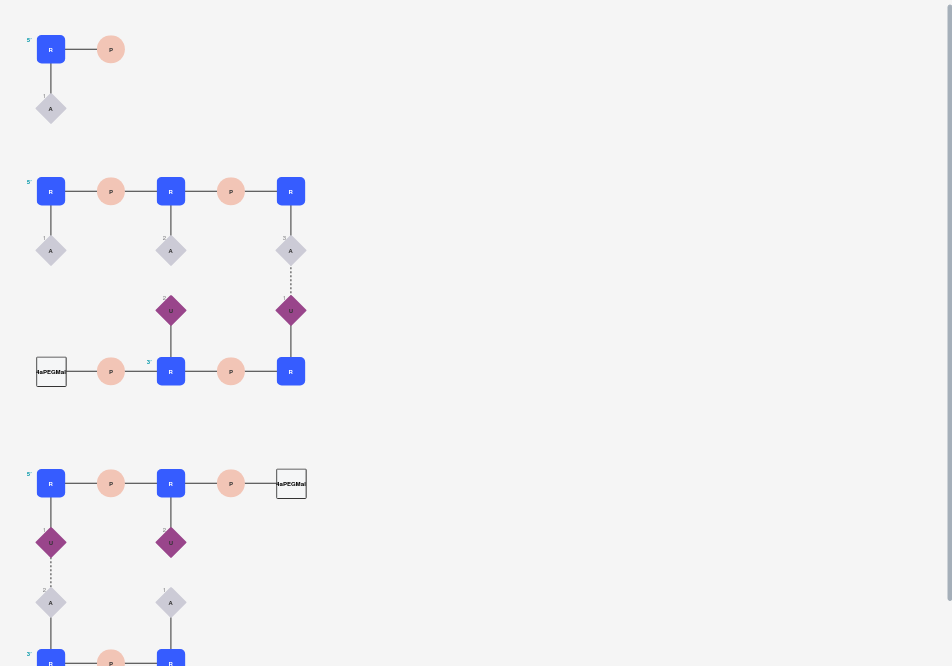 5'
R P
1
A
5'
R P R P R
1 2 3
A A A
2 1
U U
3'
4aPEGMal P R P R
5'
R P R P 4aPEGMal
1 2
U U
2 1
A A
3'
R P R